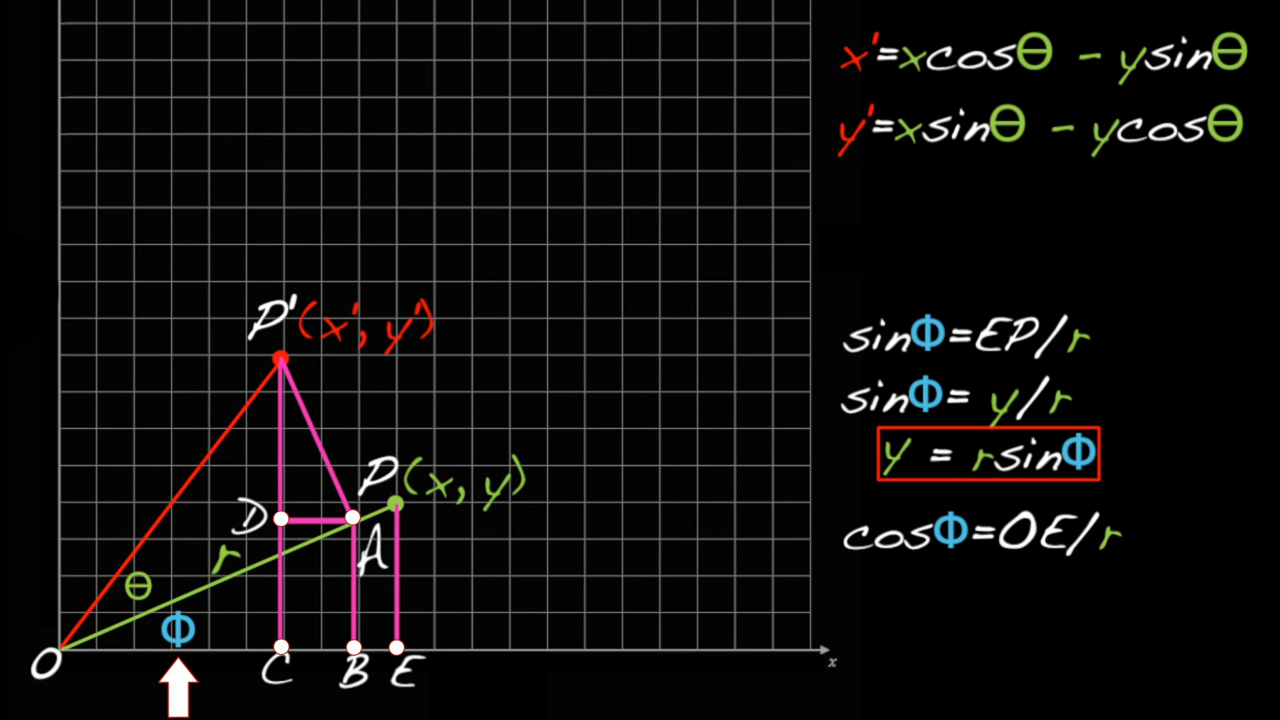 x'=xcosΘ - ysinΘ
y'=xsinΘ - ycosΘ
P'(x', y')
sinΦ=EP/r
sinΦ= y/r
y = rsinΦ
P(x, y)
D
A
cosΦ=OE/r
r
Θ
Φ
O
C
B
E
x